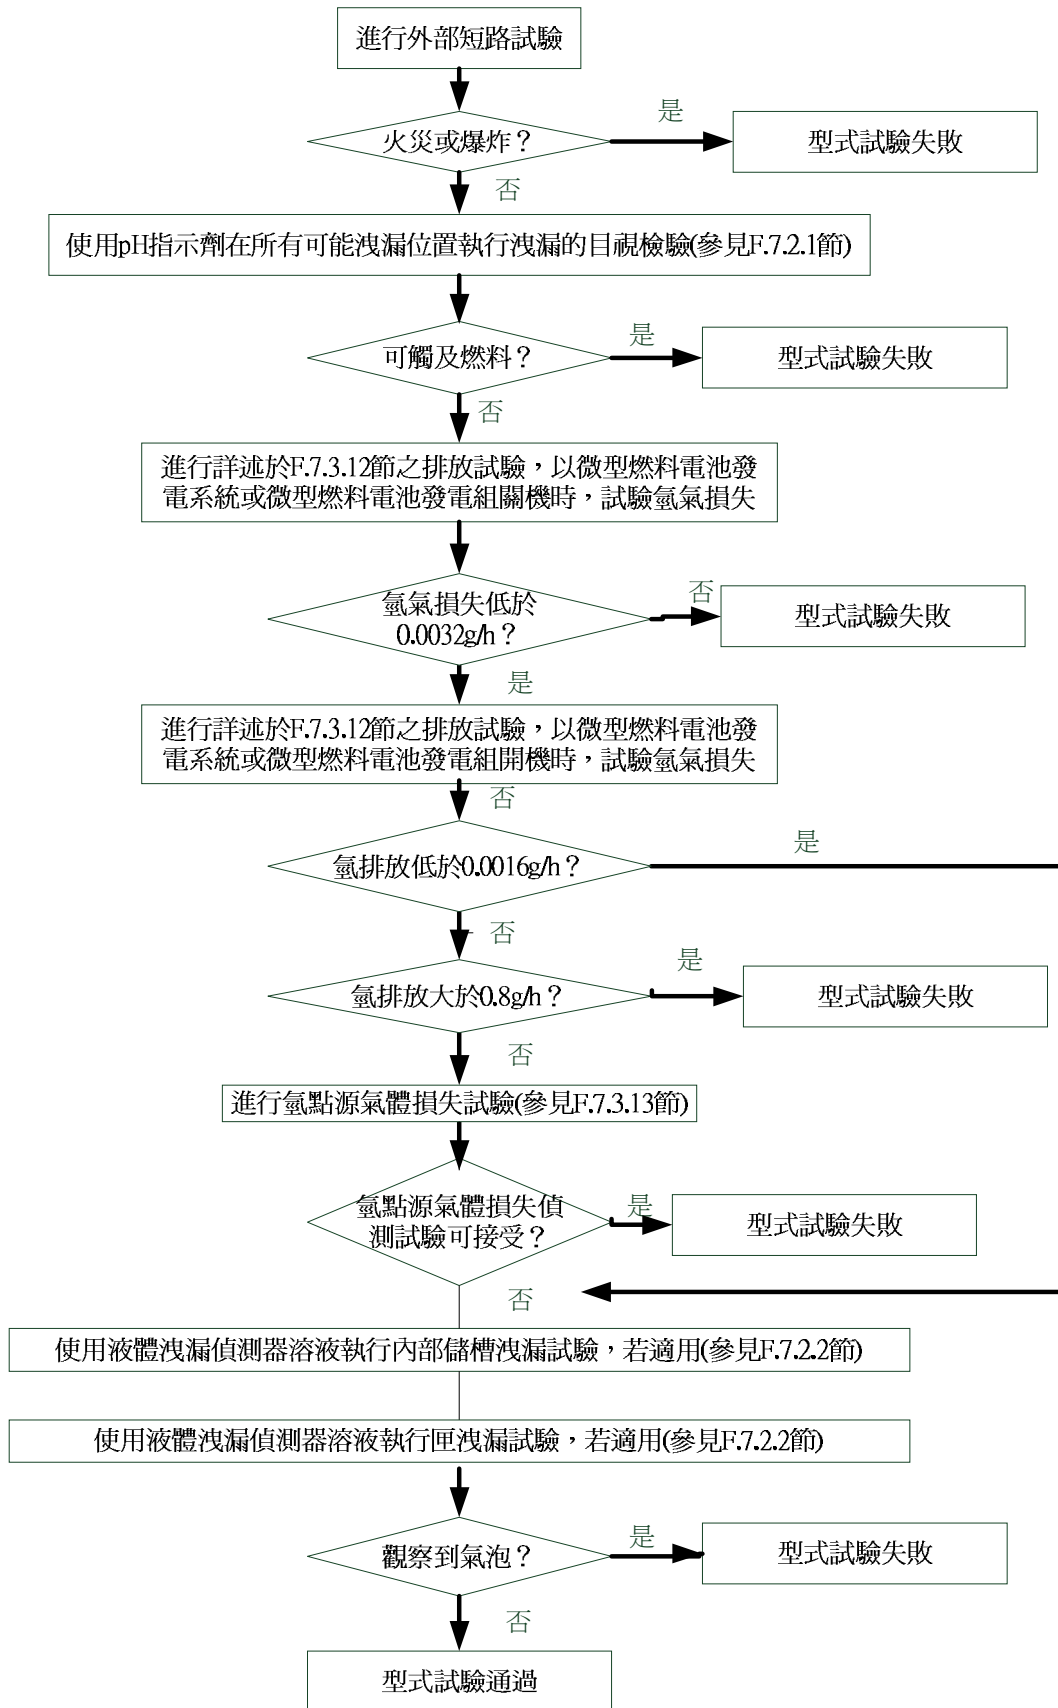 進行外部短路試驗
火災或爆炸？
是
型式試驗失敗
否
使用pH指示劑在所有可能洩漏位置執行洩漏的目視檢驗(參見F.7.2.1節)
可觸及燃料？
是
型式試驗失敗
否
進行詳述於F.7.3.12節之排放試驗，以微型燃料電池發
電系統或微型燃料電池發電組關機時，試驗氫氣損失
氫氣損失低於
0.0032g/h？
否
型式試驗失敗
是
進行詳述於F.7.3.12節之排放試驗，以微型燃料電池發
電系統或微型燃料電池發電組開機時，試驗氫氣損失
否
氫排放低於0.0016g/h？
是
否
氫排放大於0.8g/h？
是
型式試驗失敗
否
進行氫點源氣體損失試驗(參見F.7.3.13節)
氫點源氣體損失偵
測試驗可接受？
是
型式試驗失敗
否
使用液體洩漏偵測器溶液執行內部儲槽洩漏試驗，若適用(參見F.7.2.2節)
使用液體洩漏偵測器溶液執行匣洩漏試驗，若適用(參見F.7.2.2節)
觀察到氣泡？
是
型式試驗失敗
否
型式試驗通過